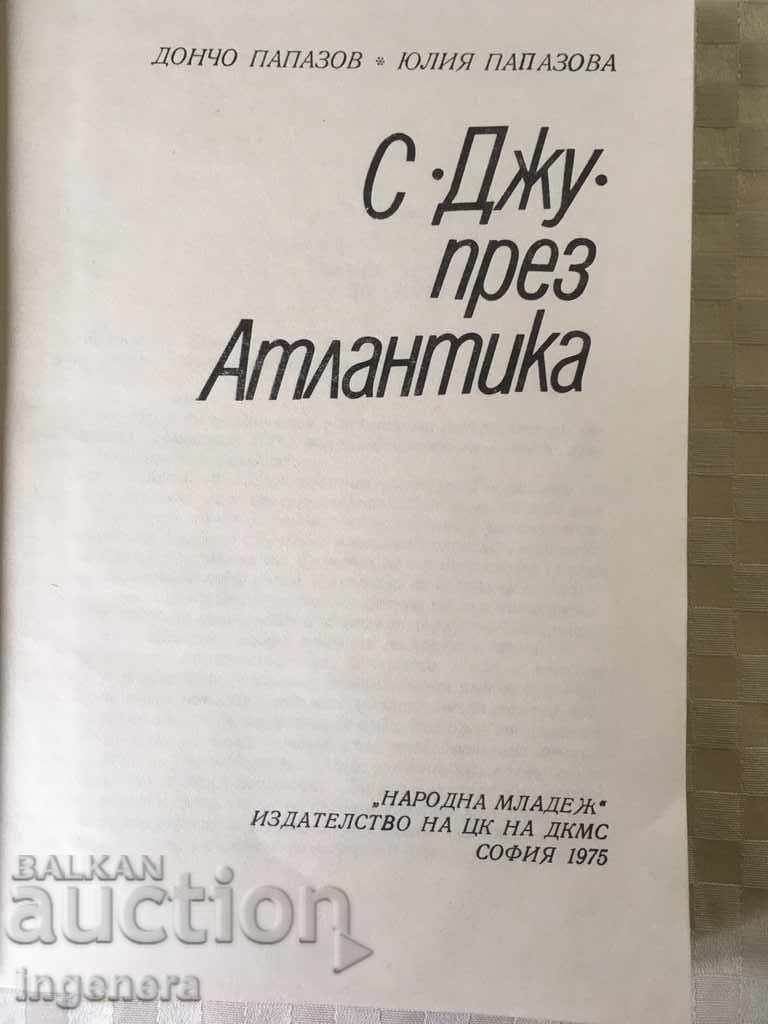 ДОНЧО ПАПАЗОВ * ЮЛИЯ ПАПАЗОВА
С ·Джу·
през
Атлантика
„НАРОДНА МЛАДЕЖ“
ИЗДАТЕЛСТВО НА ЦК НА ДКМС
СОФИЯ 1975
BALKAN
auction
ingenera